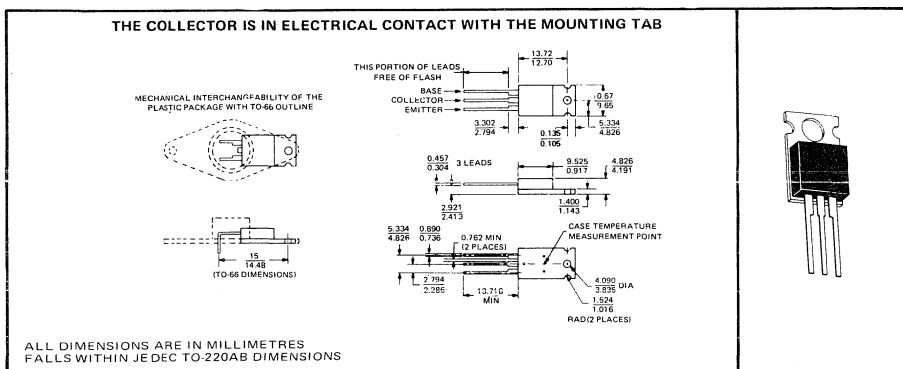 THE COLLECTOR IS IN ELECTRICAL CONTACT WITH THE MOUNTING TAB
MECHANICAL INTERCHANGEABILITY OF THE
PLASTIC PACKAGE WITH TO-66 OUTLINE
15
14.48
(TO-66 DIMENSIONS)
THIS PORTION OF LEADS
FREE OF FLASH
BASE
COLLECTOR
EMITTER
13.72
12.70
9.65
3.302
2.794
0.135
0.105
5.334
4.826
0.457
0.304
3 LEADS
9.525
0.917
4.826
4.191
2.921
2.413
1.400
1.143
5.334
4.826
0.890
0.736
0.762 MIN
(2 PLACES)
CASE TEMPERATURE
MEASUREMENT POINT
2.794
2.286
13.716
MIN
4.090
3.835
DIA
1.524
1.016
RAD(2 PLACES)
ALL DIMENSIONS ARE IN MILLIMETRES
FALLS WITHIN JEDEC TO-220AB DIMENSIONS